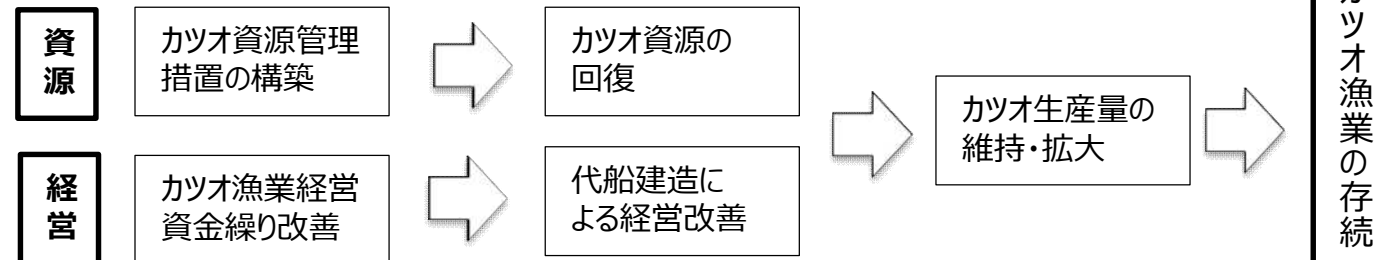 資源
カツオ資源管理
措置の構築
カツオ資源の
回復
経営
カツオ漁業経営
資金繰り改善
代船建造に
よる経営改善
カツオ生産量の
維持・拡大
カツオ漁業の存続